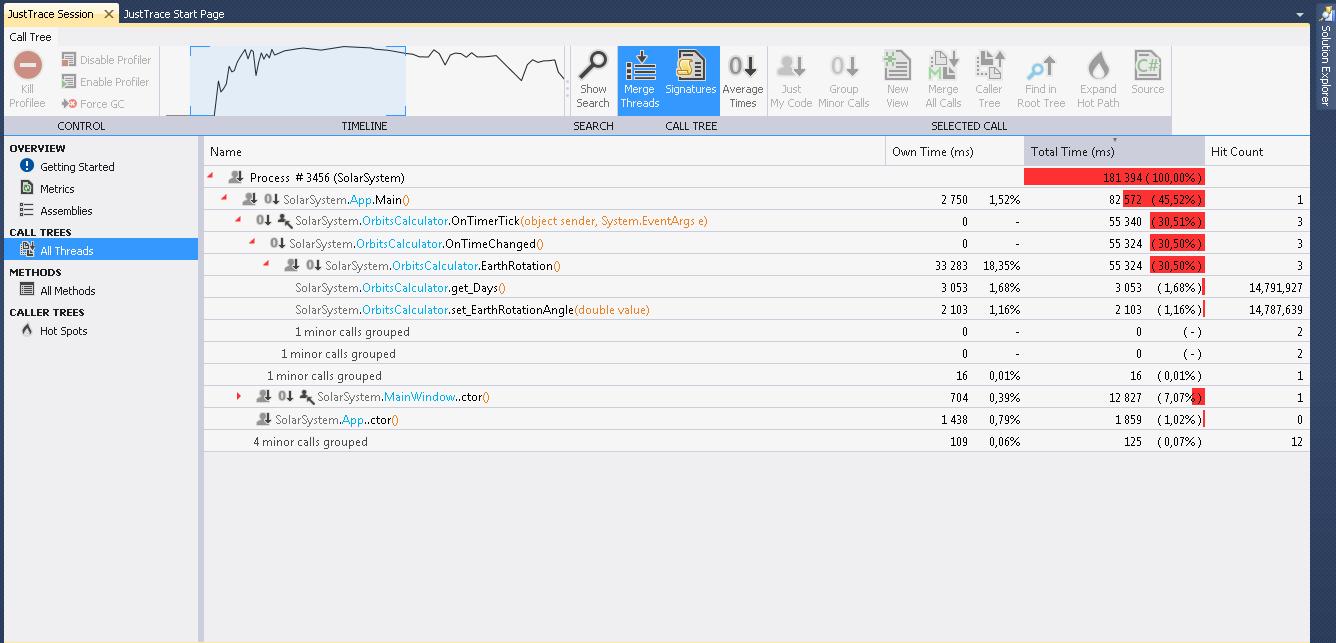 JustTrace Session JustTrace Start Page
Call Tree
Kill Profilee
Disable Profiler
Enable Profiler
Force GC
Show Search
Merge Threads
Signatures
Average Times
Just My Code
Group Minor Calls
New View
Merge All Calls
Caller Tree
Find in Root Tree
Expand Hot Path
C#
Source
CONTROL TIMELINE SEARCH CALL TREE SELECTED CALL
Solution Explorer
OVERVIEW
Getting Started
Metrics
Assemblies
CALL TREES
All Threads
METHODS
All Methods
CALLER TREES
Hot Spots
Name Own Time (ms) Total Time (ms) Hit Count
Process # 3456 (SolarSystem) 181 394 ( 100,00% )
SolarSystem.App.Main() 2 750 1,52% 82 572 ( 45,52% ) 1
SolarSystem.OrbitsCalculator.OnTimerTick(object sender, System.EventArgs e) 0 - 55 340 ( 30,51% ) 3
SolarSystem.OrbitsCalculator.OnTimeChanged() 0 - 55 324 ( 30,50% ) 3
SolarSystem.OrbitsCalculator.EarthRotation() 33 283 18,35% 55 324 ( 30,50% ) 3
SolarSystem.OrbitsCalculator.get_Days() 3 053 1,68% 3 053 ( 1,68% ) 14,791,927
SolarSystem.OrbitsCalculator.set_EarthRotationAngle(double value) 2 103 1,16% 2 103 ( 1,16% ) 14,787,639
1 minor calls grouped 0 - 0 ( - ) 2
1 minor calls grouped 0 - 0 ( - ) 2
1 minor calls grouped 16 0,01% 16 ( 0,01% ) 1
SolarSystem.MainWindow..ctor() 704 0,39% 12 827 ( 7,07% ) 1
SolarSystem.App..ctor() 1 438 0,79% 1 859 ( 1,02% ) 0
4 minor calls grouped 109 0,06% 125 ( 0,07% ) 12